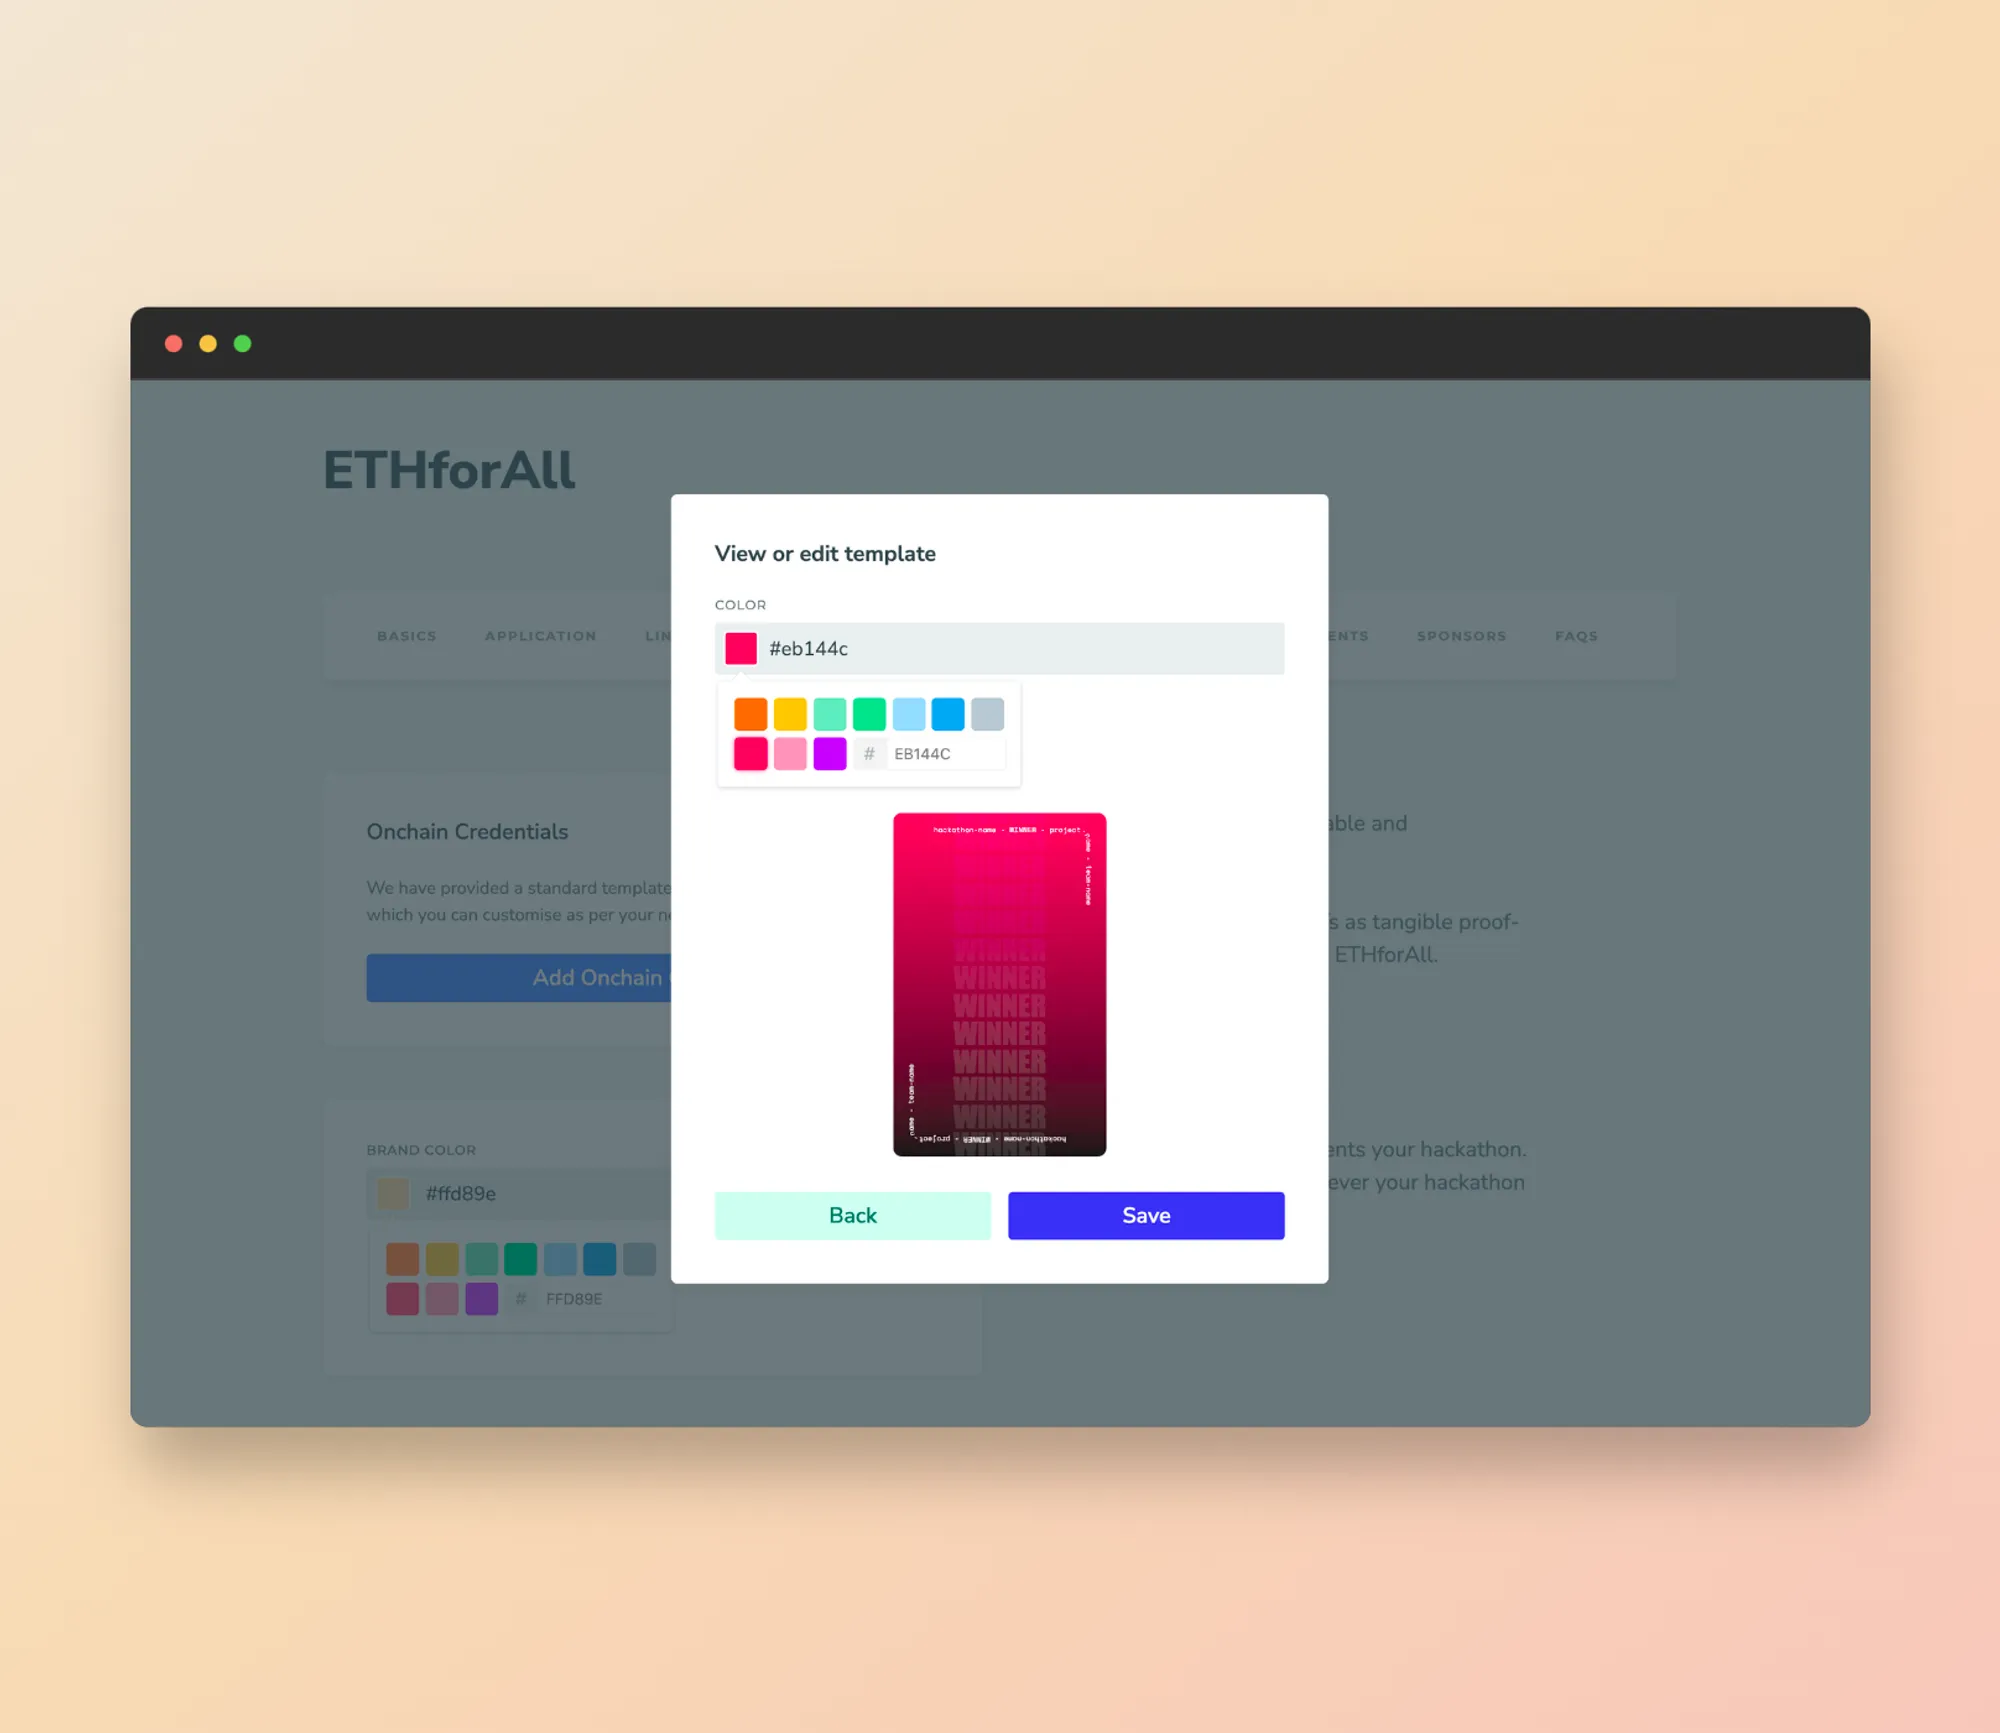 ETHforAll
BASICS APPLICATION LIN ENTS SPONSORS FAQS
View or edit template
COLOR
#eb144c
# EB144C
hackathon-name - WINNER - project-
name - team-name
WINNER
WINNER
WINNER
WINNER
WINNER
WINNER
WINNER
WINNER
name - team-name
hackathon-name - WINNER - project-
Back
Save
Onchain Credentials
We have provided a standard template
which you can customise as per your ne
Add Onchain
BRAND COLOR
#ffd89e
# FFD89E
able and
s as tangible proof-
ETHforAll.
ents your hackathon.
ever your hackathon